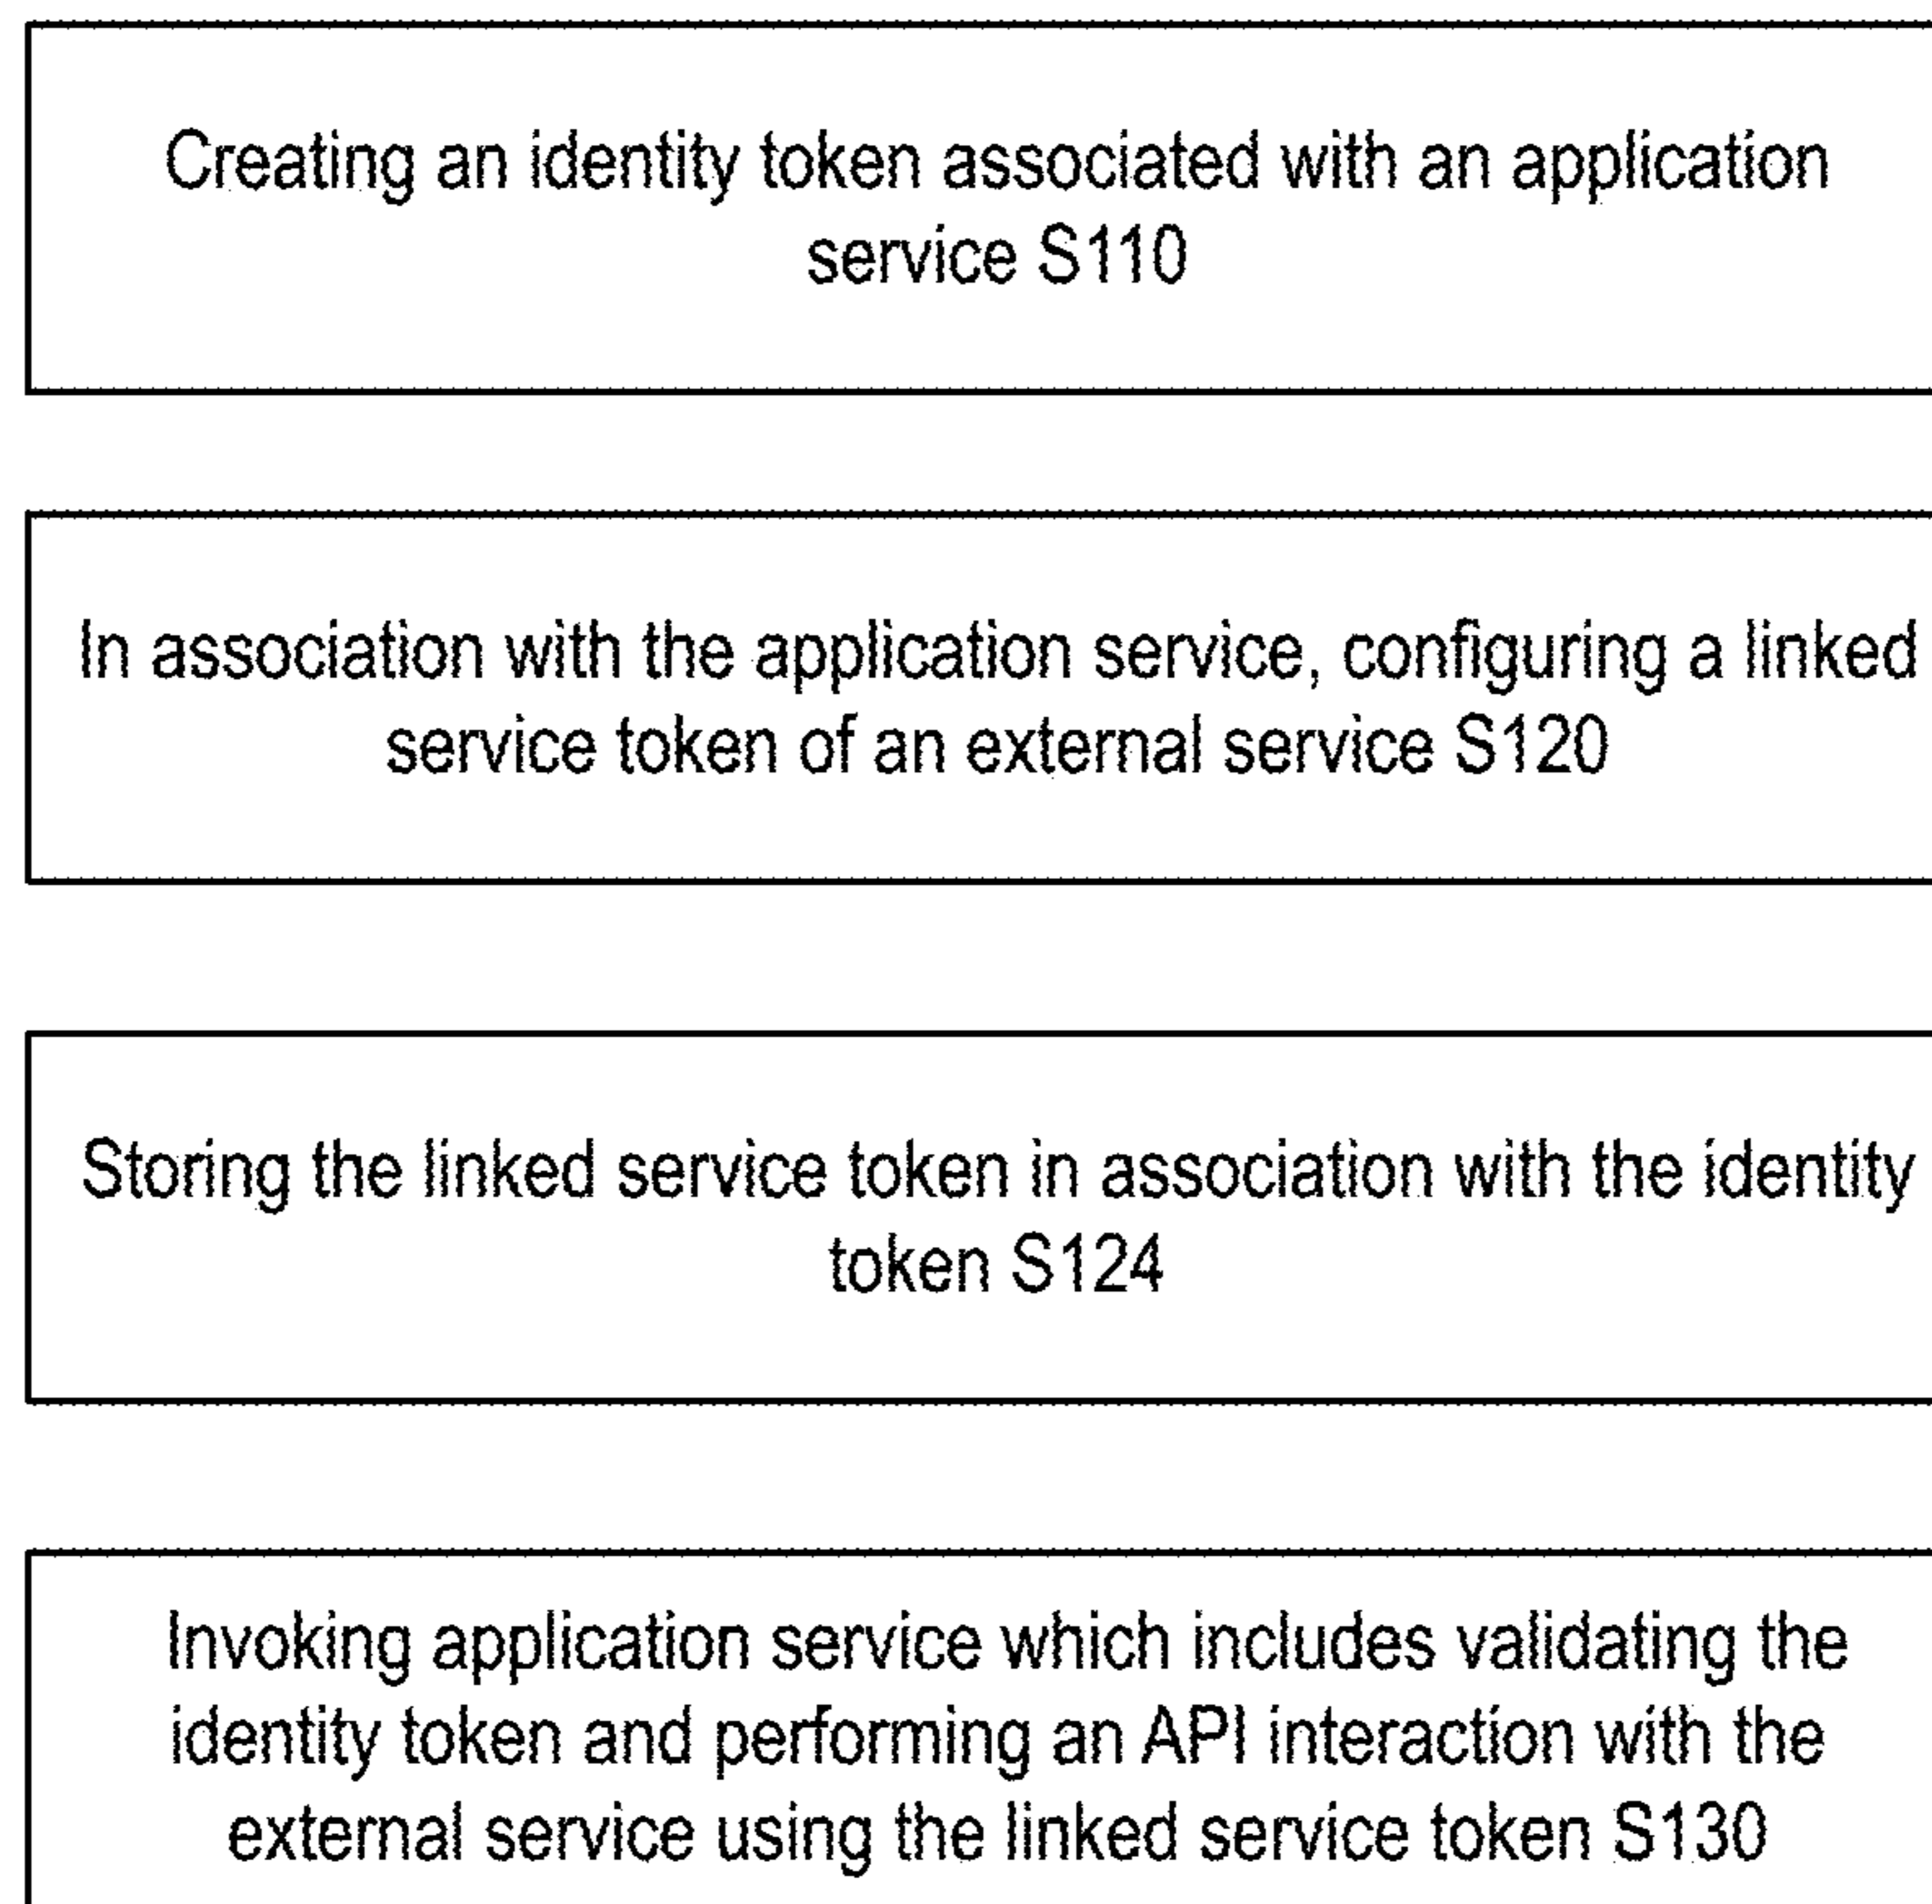 Creating an identity token associated with an application
service S110
In association with the application service, configuring a linked
service token of an external service S120
Storing the linked service token in association with the identity
token S124
Invoking application service which includes validating the
identity token and performing an API interaction with the
external service using the linked service token S130